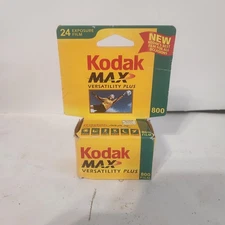 24 EXPOSURE
FILM
NEW
Kodak
MAX
VERSATILITY PLUS
800
Kodak
MAX
VERSATILITY PLUS
800